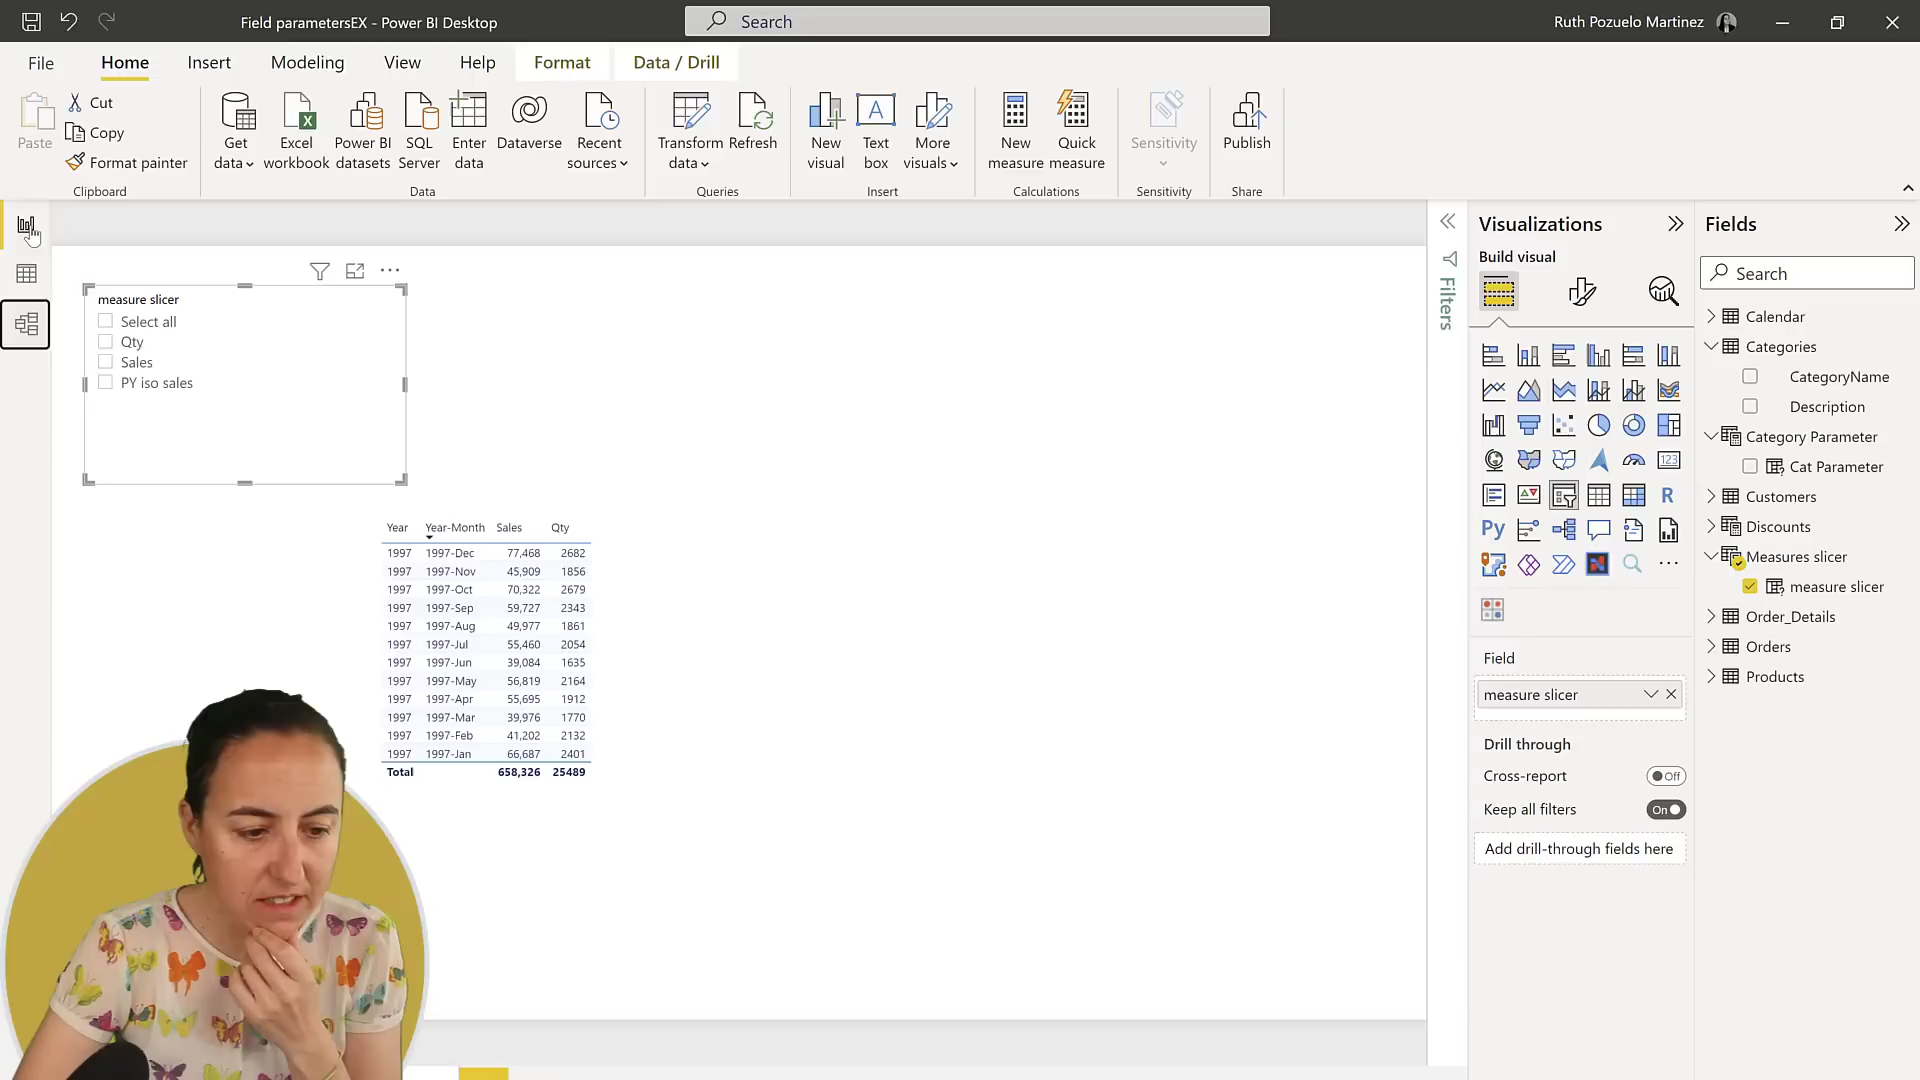 Field parametersEX - Power BI Desktop
Search
Ruth Pozuelo Martinez
File
Home
Insert
Modeling
View
Help
Format
Data / Drill
Paste
Cut
Copy
Format painter
Clipboard
Get
data
Excel
workbook
Power BI
datasets
SQL
Server
Enter
data
Dataverse
Recent
sources
Data
Transform
data
Refresh
Queries
New
visual
Text
box
More
visuals
Insert
New
measure
Quick
measure
Calculations
Sensitivity
Sensitivity
Publish
Share
measure slicer
Select all
Qty
Sales
PY iso sales
Year Year-Month Sales Qty
1997 1997-Dec 77,468 2682
1997 1997-Nov 45,909 1856
1997 1997-Oct 70,322 2679
1997 1997-Sep 59,727 2343
1997 1997-Aug 49,977 1861
1997 1997-Jul 55,460 2054
1997 1997-Jun 39,084 1635
1997 1997-May 56,819 2164
1997 1997-Apr 55,695 1912
1997 1997-Mar 39,976 1770
1997 1997-Feb 41,202 2132
1997 1997-Jan 66,687 2401
Total 658,326 25489
Filters
Visualizations
Build visual
123
R
Py
Field
measure slicer
Drill through
Cross-report
Off
Keep all filters
On
Add drill-through fields here
Fields
Search
Calendar
Categories
CategoryName
Description
Category Parameter
Cat Parameter
Customers
Discounts
Measures slicer
measure slicer
Order_Details
Orders
Products